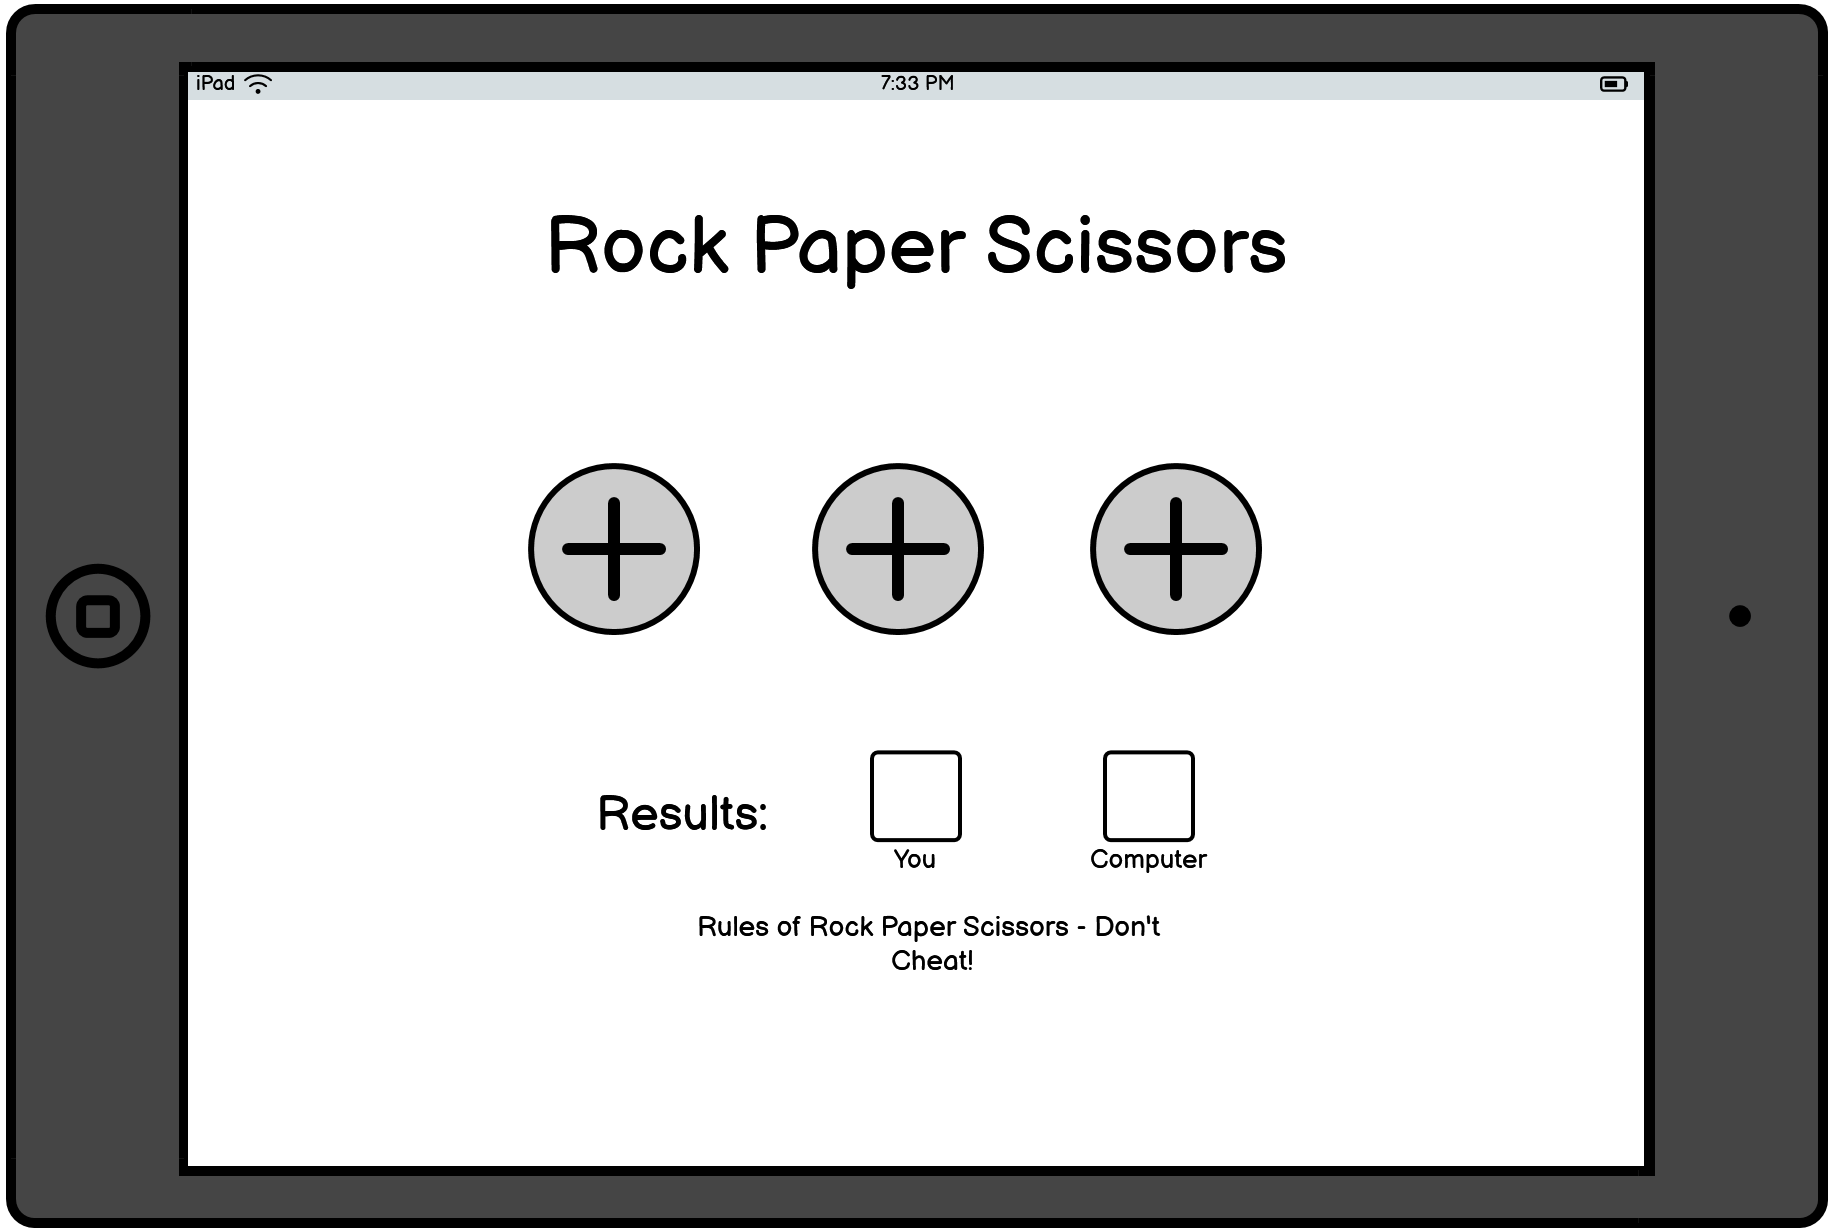 iPad
7:33 PM
Rock Paper Scissors
Results:
You
Computer
Rules of Rock Paper Scissors - Don't
Cheat!